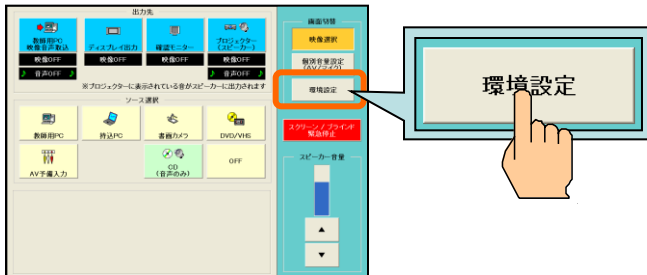 出力先
教師用PC
映像音声取込
ディスプレイ出力
確認モニター
プロジェクター
(スピーカー)
映像OFF
映像OFF
映像OFF
映像OFF
♪ 音声OFF ♪
♪ 音声OFF ♪
※プロジェクターに表示されている音がスピーカーに出力されます
ソース選択
教師用PC
持込PC
書画カメラ
DVD/VHS
AV予備入力
CD
(音声のみ)
OFF
画面切替
映像選択
個別音量設定
(AV/マイク)
環境設定
スクリーン/ブラインド
緊急停止
スピーカー音量
▲
▼
環境設定